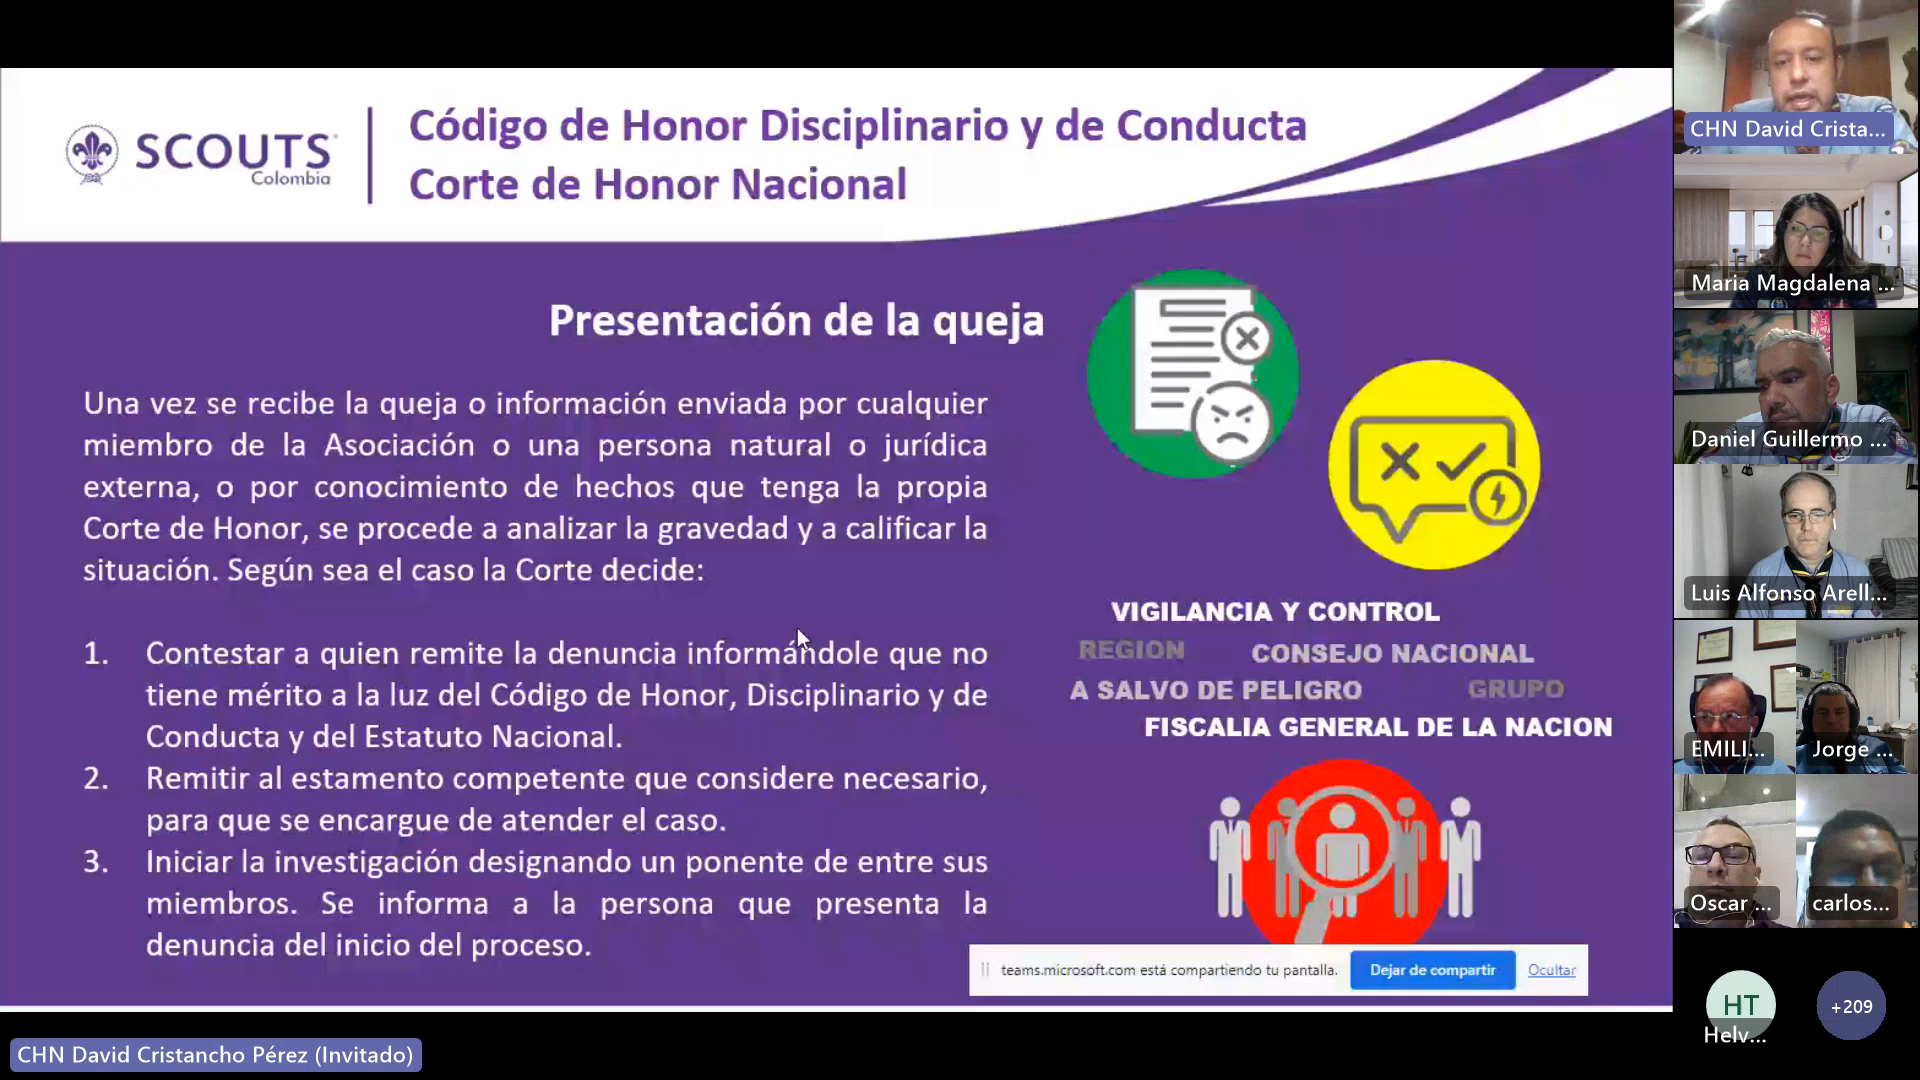 SCOUTS
Colombia
Código de Honor Disciplinario y de Conducta
Corte de Honor Nacional
Presentación de la queja
Una vez se recibe la queja o información enviada por cualquier
miembro de la Asociación o una persona natural o jurídica
externa, o por conocimiento de hechos que tenga la propia
Corte de Honor, se procede a analizar la gravedad y a calificar la
situación. Según sea el caso la Corte decide:
1. Contestar a quien remite la denuncia informándole que no
tiene mérito a la luz del Código de Honor, Disciplinario y de
Conducta y del Estatuto Nacional.
2. Remitir al estamento competente que considere necesario,
para que se encargue de atender el caso.
3. Iniciar la investigación designando un ponente de entre sus
miembros. Se informa a la persona que presenta la
denuncia del inicio del proceso.
VIGILANCIA Y CONTROL
REGION CONSEJO NACIONAL
A SALVO DE PELIGRO GRUPO
FISCALIA GENERAL DE LA NACION
teams.microsoft.com está compartiendo tu pantalla. Dejar de compartir Ocultar
CHN David Crista...
Maria Magdalena ...
Daniel Guillermo ...
Luis Alfonso Arell...
EMILI... Jorge ...
Oscar ... carlos...
HT +209
Helv...
CHN David Cristancho Pérez (Invitado)